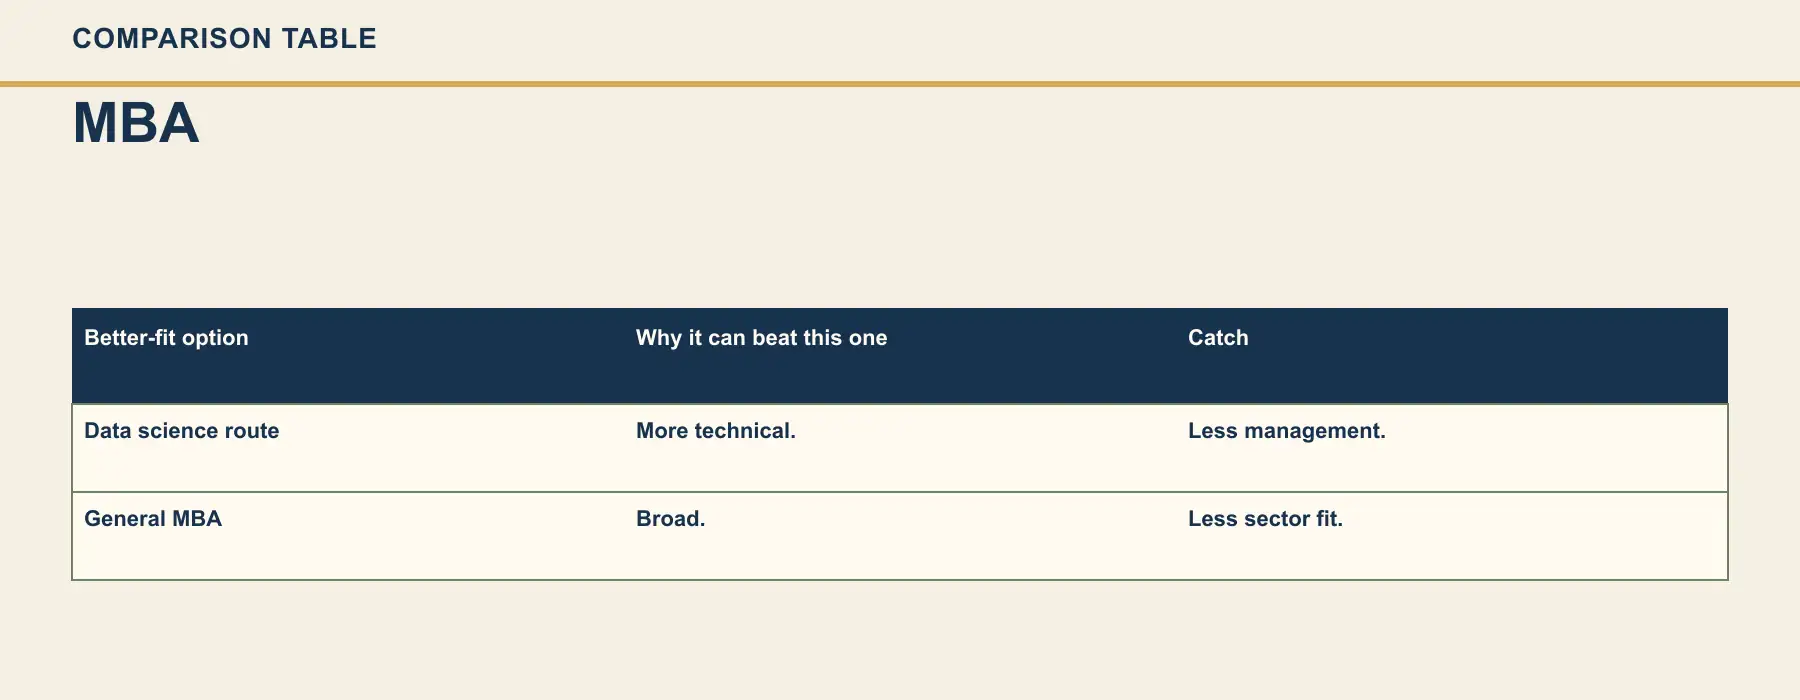 COMPARISON TABLE
MBA
Better-fit option Why it can beat this one Catch
Data science route More technical. Less management.
General MBA Broad. Less sector fit.